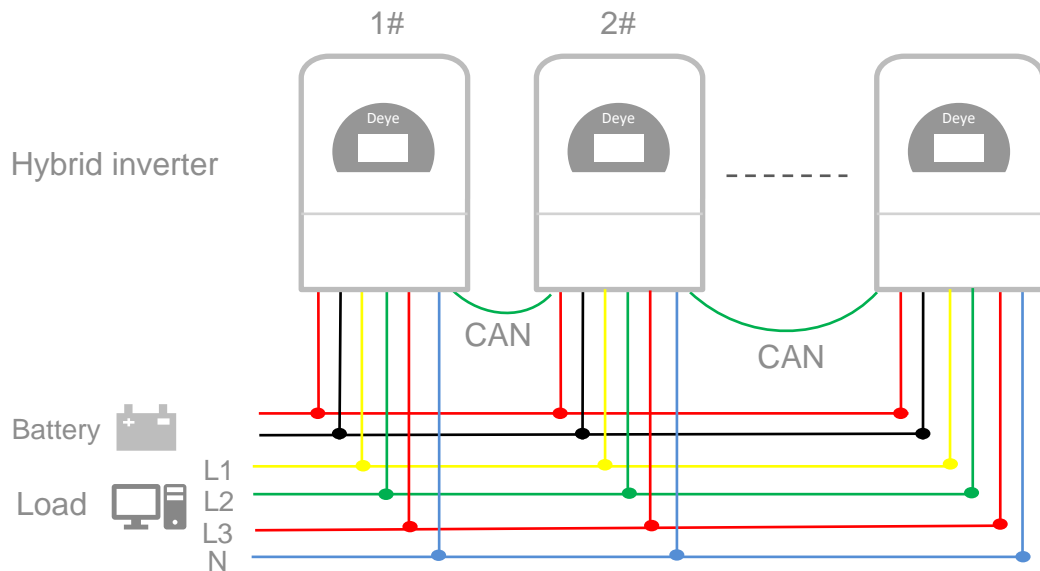 1#
2#
Deye
Deye
Deye
Hybrid inverter
CAN
CAN
Battery
L1
Load
L2
L3
N